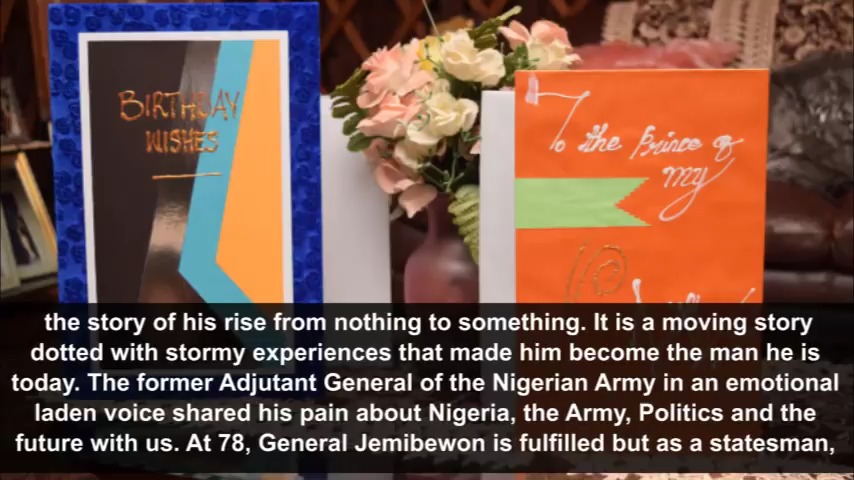 BIRTHDAY
WISHES
To the Prince of
my
the story of his rise from nothing to something. It is a moving story
dotted with stormy experiences that made him become the man he is
today. The former Adjutant General of the Nigerian Army in an emotional
laden voice shared his pain about Nigeria, the Army, Politics and the
future with us. At 78, General Jemibewon is fulfilled but as a statesman,